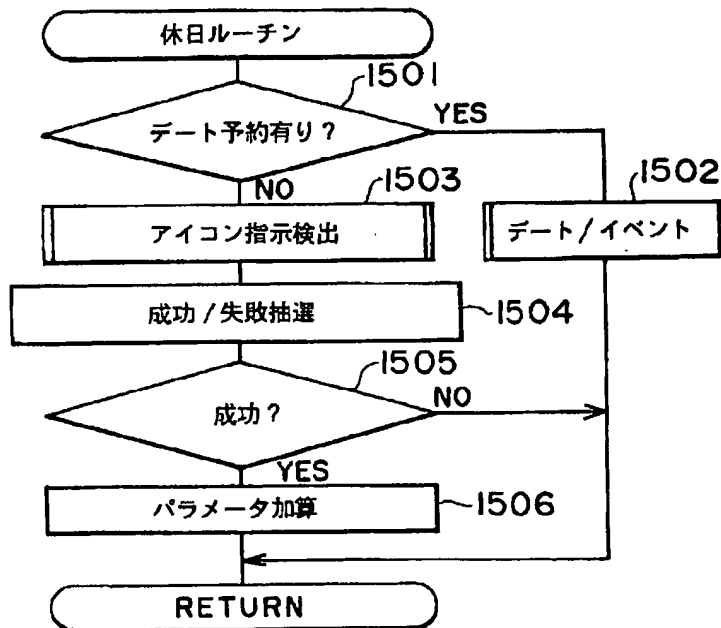 休日ルーチン
1501
デート予約有り?
YES
NO
1503
1502
アイコン指示検出
デート/イベント
成功/失敗抽選
1504
1505
成功?
NO
YES
パラメータ加算
1506
RETURN